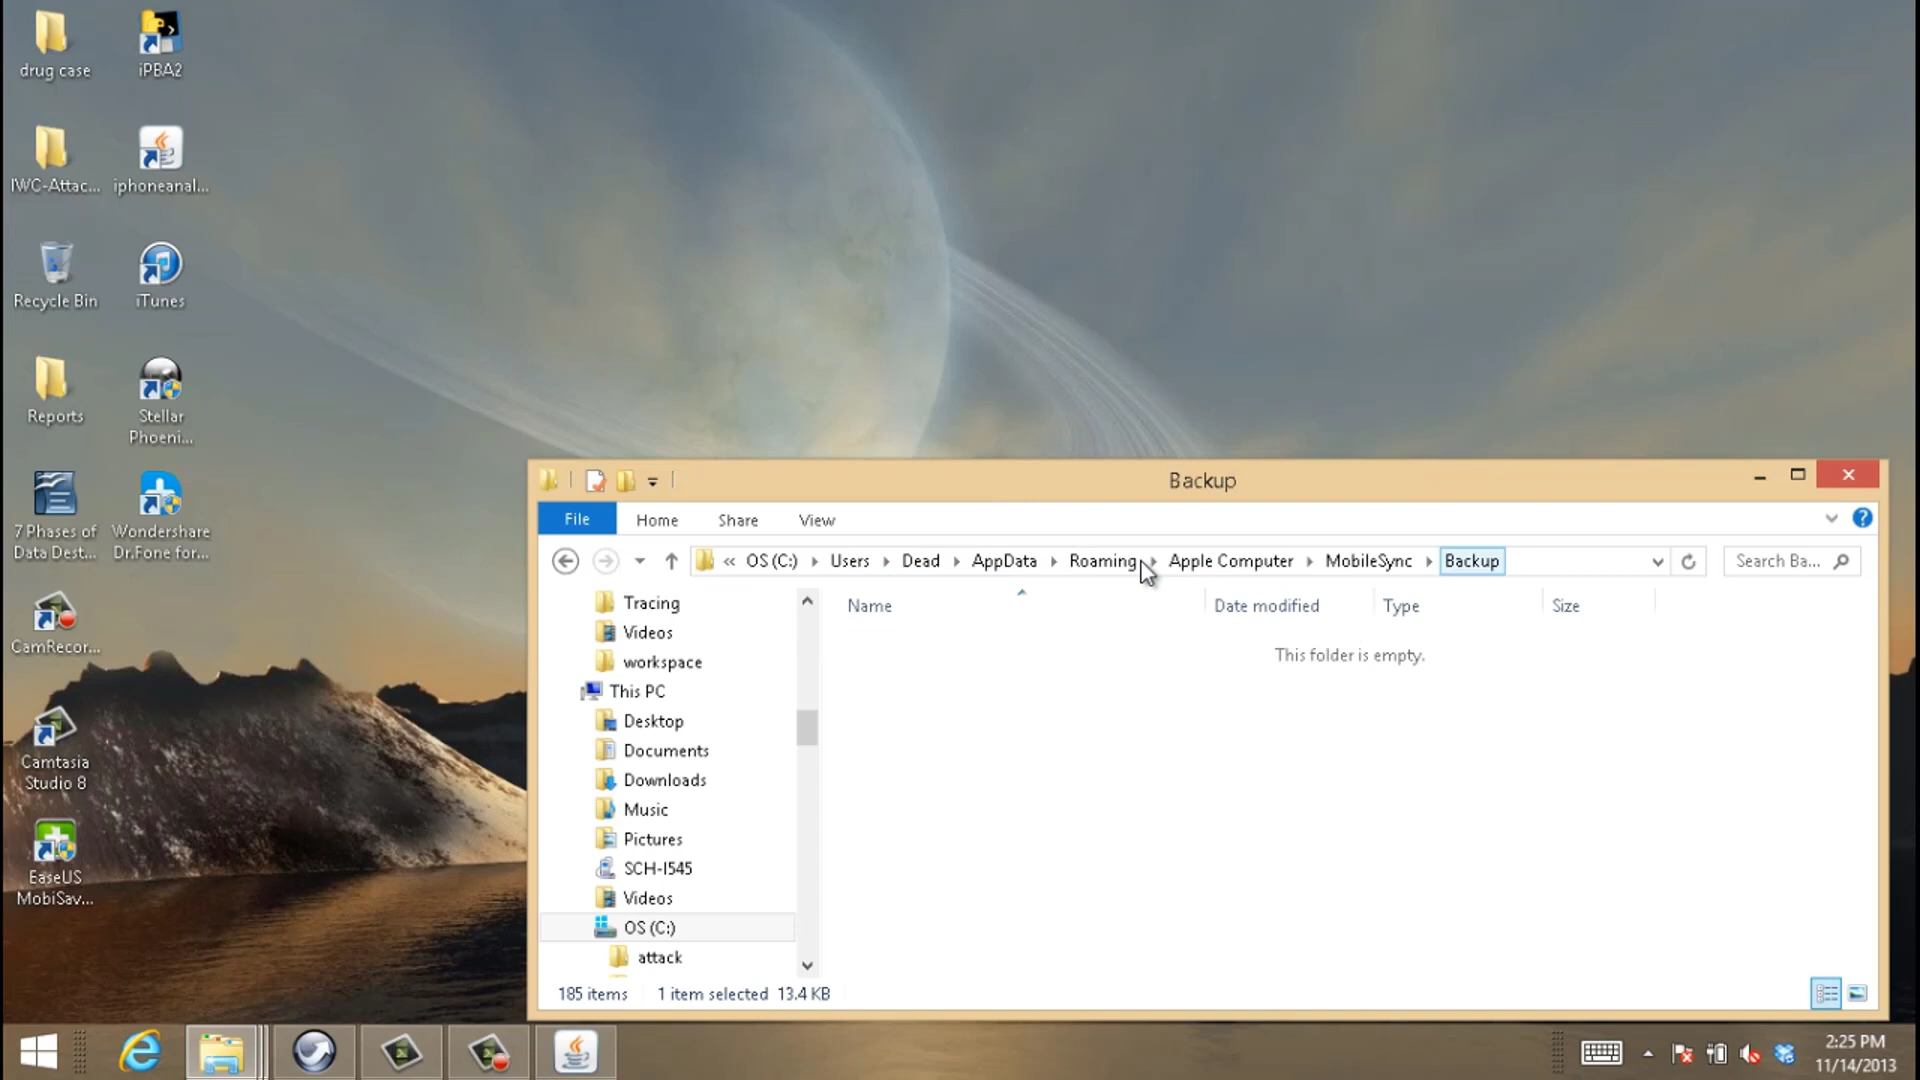 drug case
iPBA2
IWC-Attac...
iphoneanal...
Recycle Bin
iTunes
Reports
Stellar
Phoeni...
7 Phases of
Data Dest...
Wondershare
Dr.Fone for...
CamRecor...
Camtasia
Studio 8
EaseUS
MobiSav...
Backup
File Home Share View
« OS (C:) Users Dead AppData Roaming Apple Computer MobileSync Backup
Search Ba...
Name Date modified Type Size
This folder is empty.
Tracing
Videos
workspace
This PC
Desktop
Documents
Downloads
Music
Pictures
SCH-I545
Videos
OS (C:)
attack
185 items 1 item selected 13.4 KB
2:25 PM
11/14/2013